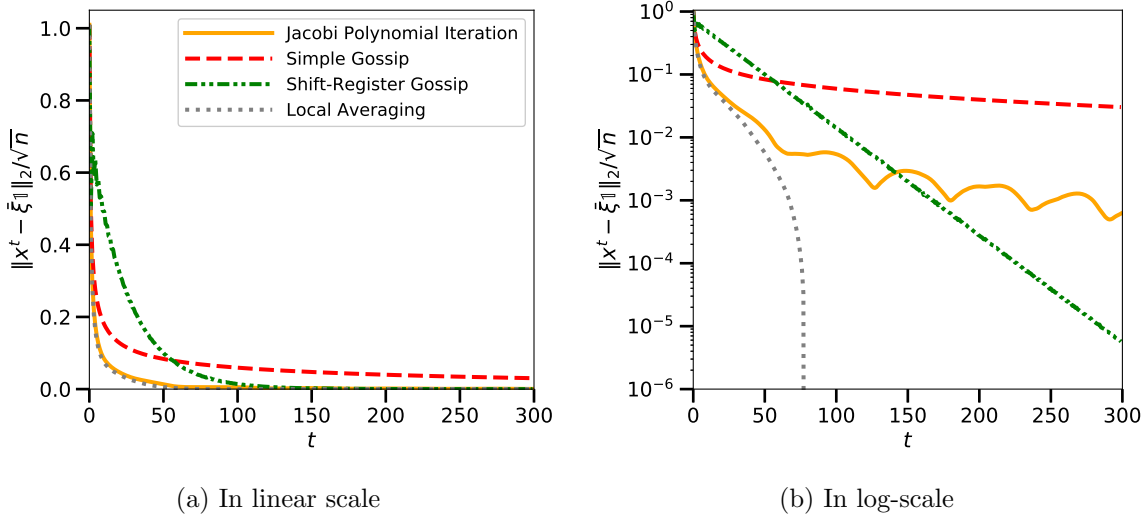 1.0
0.8
0.6
0.4
0.2
0.0
‖x^t − ξ̄𝟙‖₂/√n
Jacobi Polynomial Iteration
Simple Gossip
Shift-Register Gossip
Local Averaging
0 50 100 150 200 250 300
t
(a) In linear scale
10^0
10^−1
10^−2
10^−3
10^−4
10^−5
10^−6
‖x^t − ξ̄𝟙‖₂/√n
0 50 100 150 200 250 300
t
(b) In log-scale